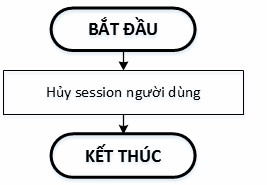 BẮT ĐẦU
Hủy session người dùng
KẾT THÚC